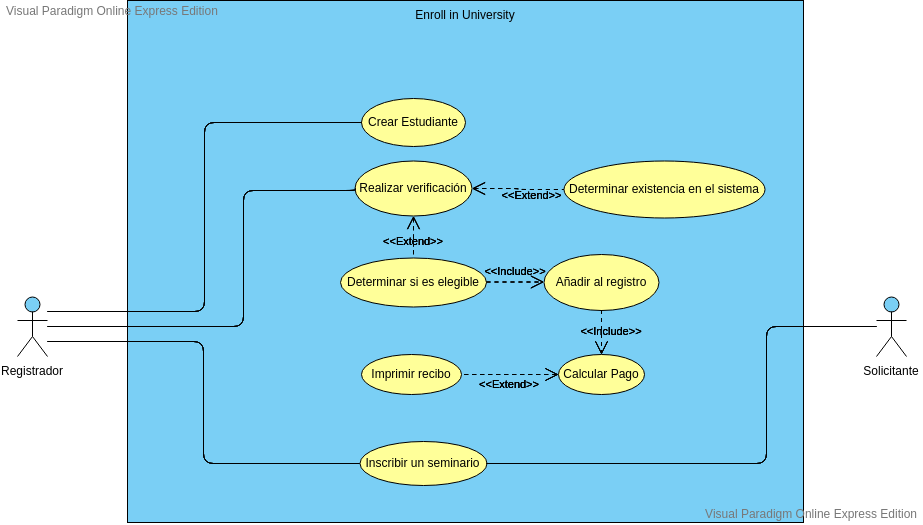 Visual Paradigm Online Express Edition
Enroll in University
Crear Estudiante
Realizar verificación
<<Extend>>
Determinar existencia en el sistema
<<Extend>>
Determinar si es elegible
<<Include>>
Añadir al registro
<<Include>>
Registrador
Solicitante
Imprimir recibo
<<Extend>>
Calcular Pago
Inscribir un seminario
Visual Paradigm Online Express Edition